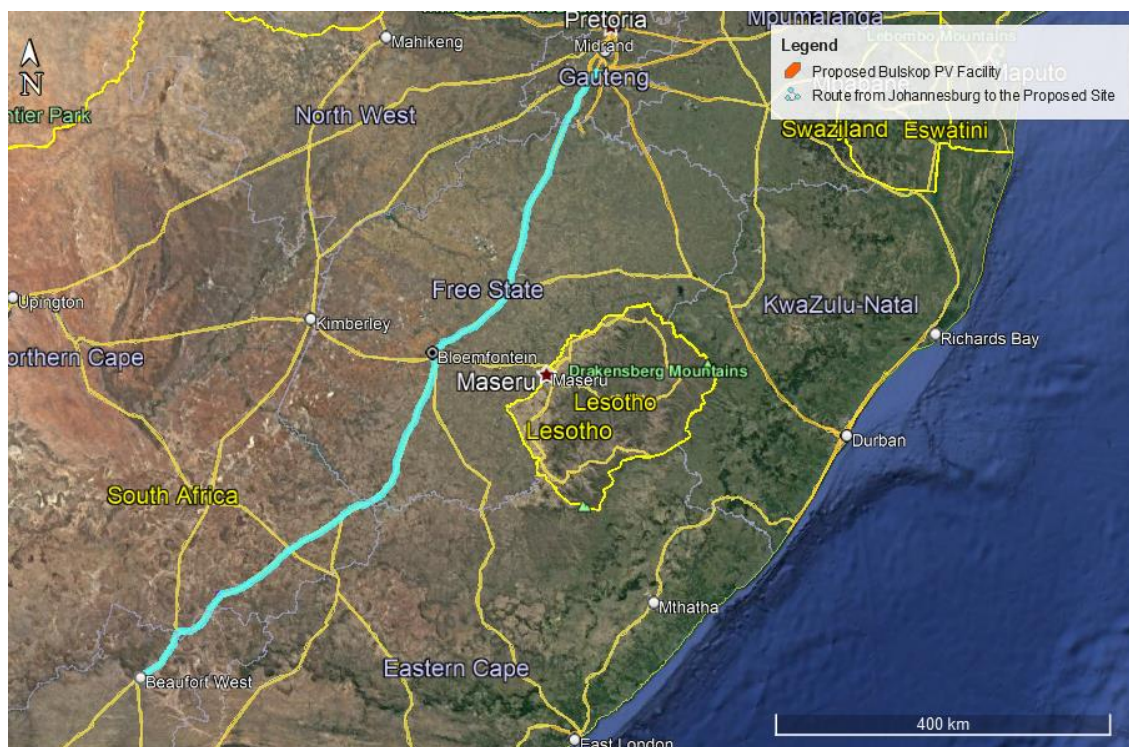 Pretoria
Mpumalanga
Mahikeng
Midrand
Lebombo Mountains
Legend
Proposed Bulskop PV Facility
Route from Johannesburg to the Proposed Site
N
Gauteng
Maputo
North West
Swaziland
Eswatini
Upington
Free State
KwaZulu-Natal
Kimberley
Richards Bay
Bloemfontein
Northern Cape
Drakensberg Mountains
Maseru
Maseru
Lesotho
Lesotho
Durban
South Africa
Mthatha
Eastern Cape
Beaufort West
400 km
East London